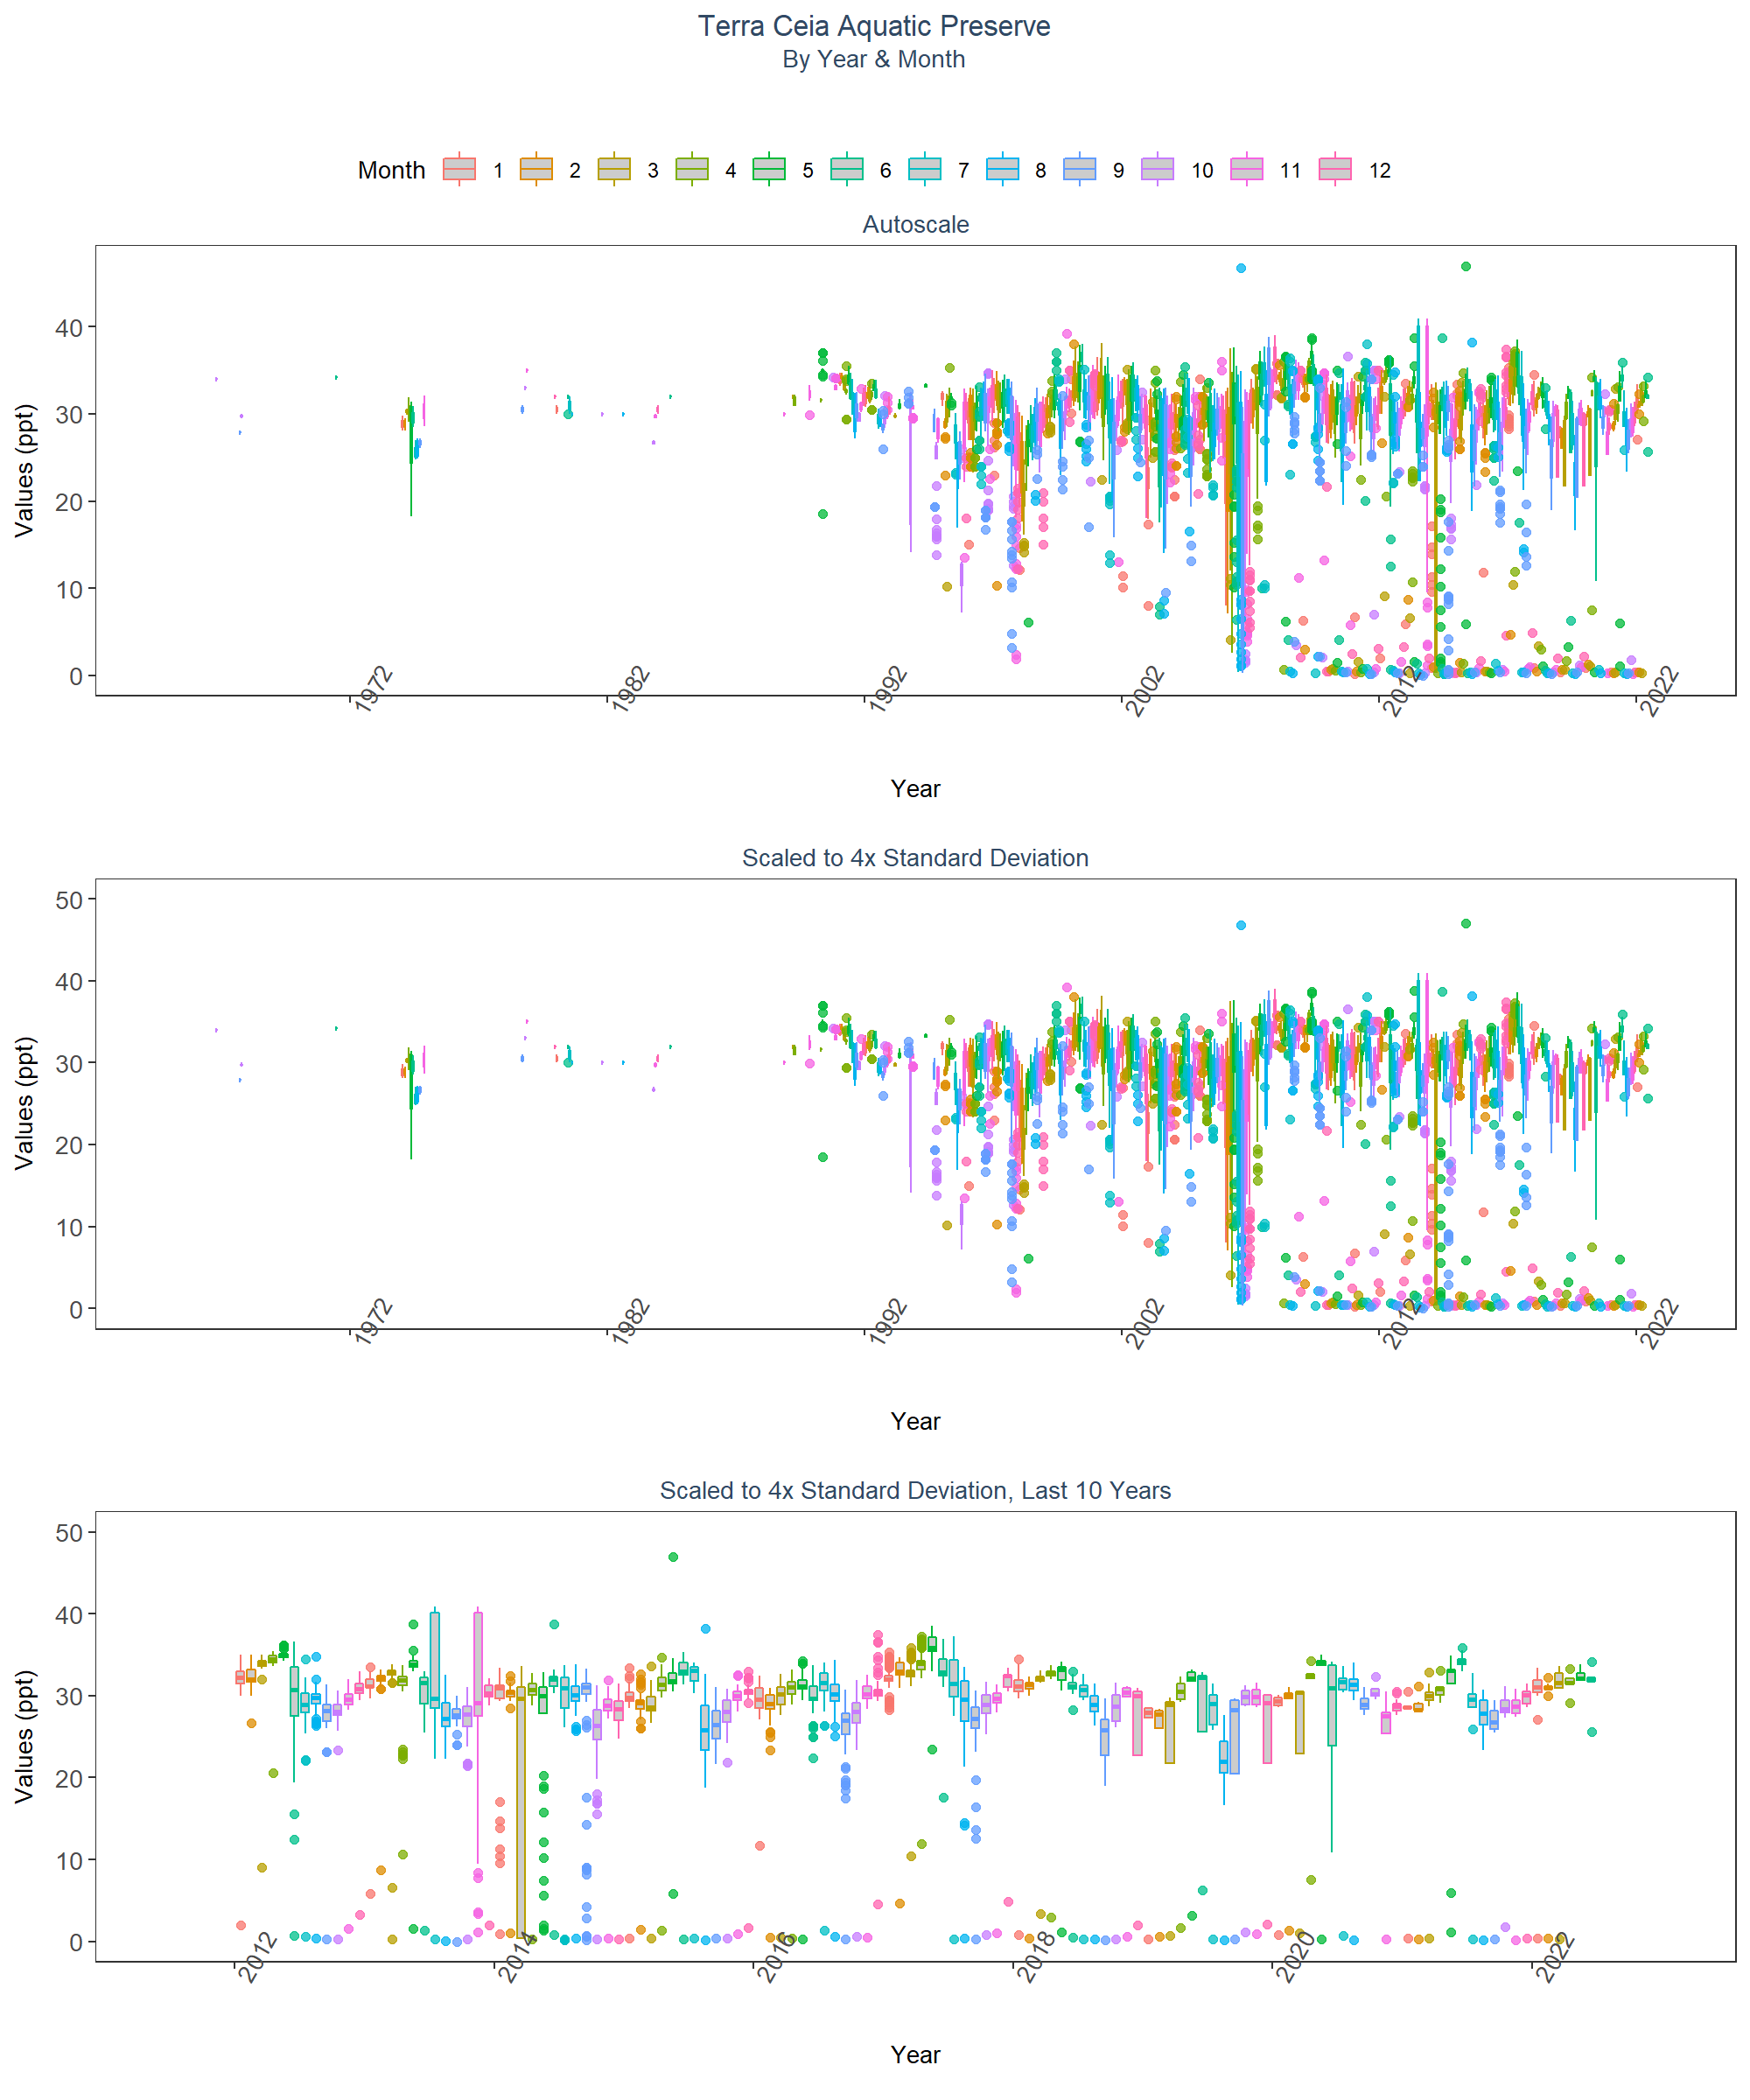 Terra Ceia Aquatic Preserve
By Year & Month
Month 1 2 3 4 5 6 7 8 9 10 11 12
Autoscale
Values (ppt)
40
30
20
10
0
1972 1982 1992 2002 2012 2022
Year
Scaled to 4x Standard Deviation
Values (ppt)
50
40
30
20
10
0
1972 1982 1992 2002 2012 2022
Year
Scaled to 4x Standard Deviation, Last 10 Years
Values (ppt)
50
40
30
20
10
0
2012 2014 2016 2018 2020 2022
Year